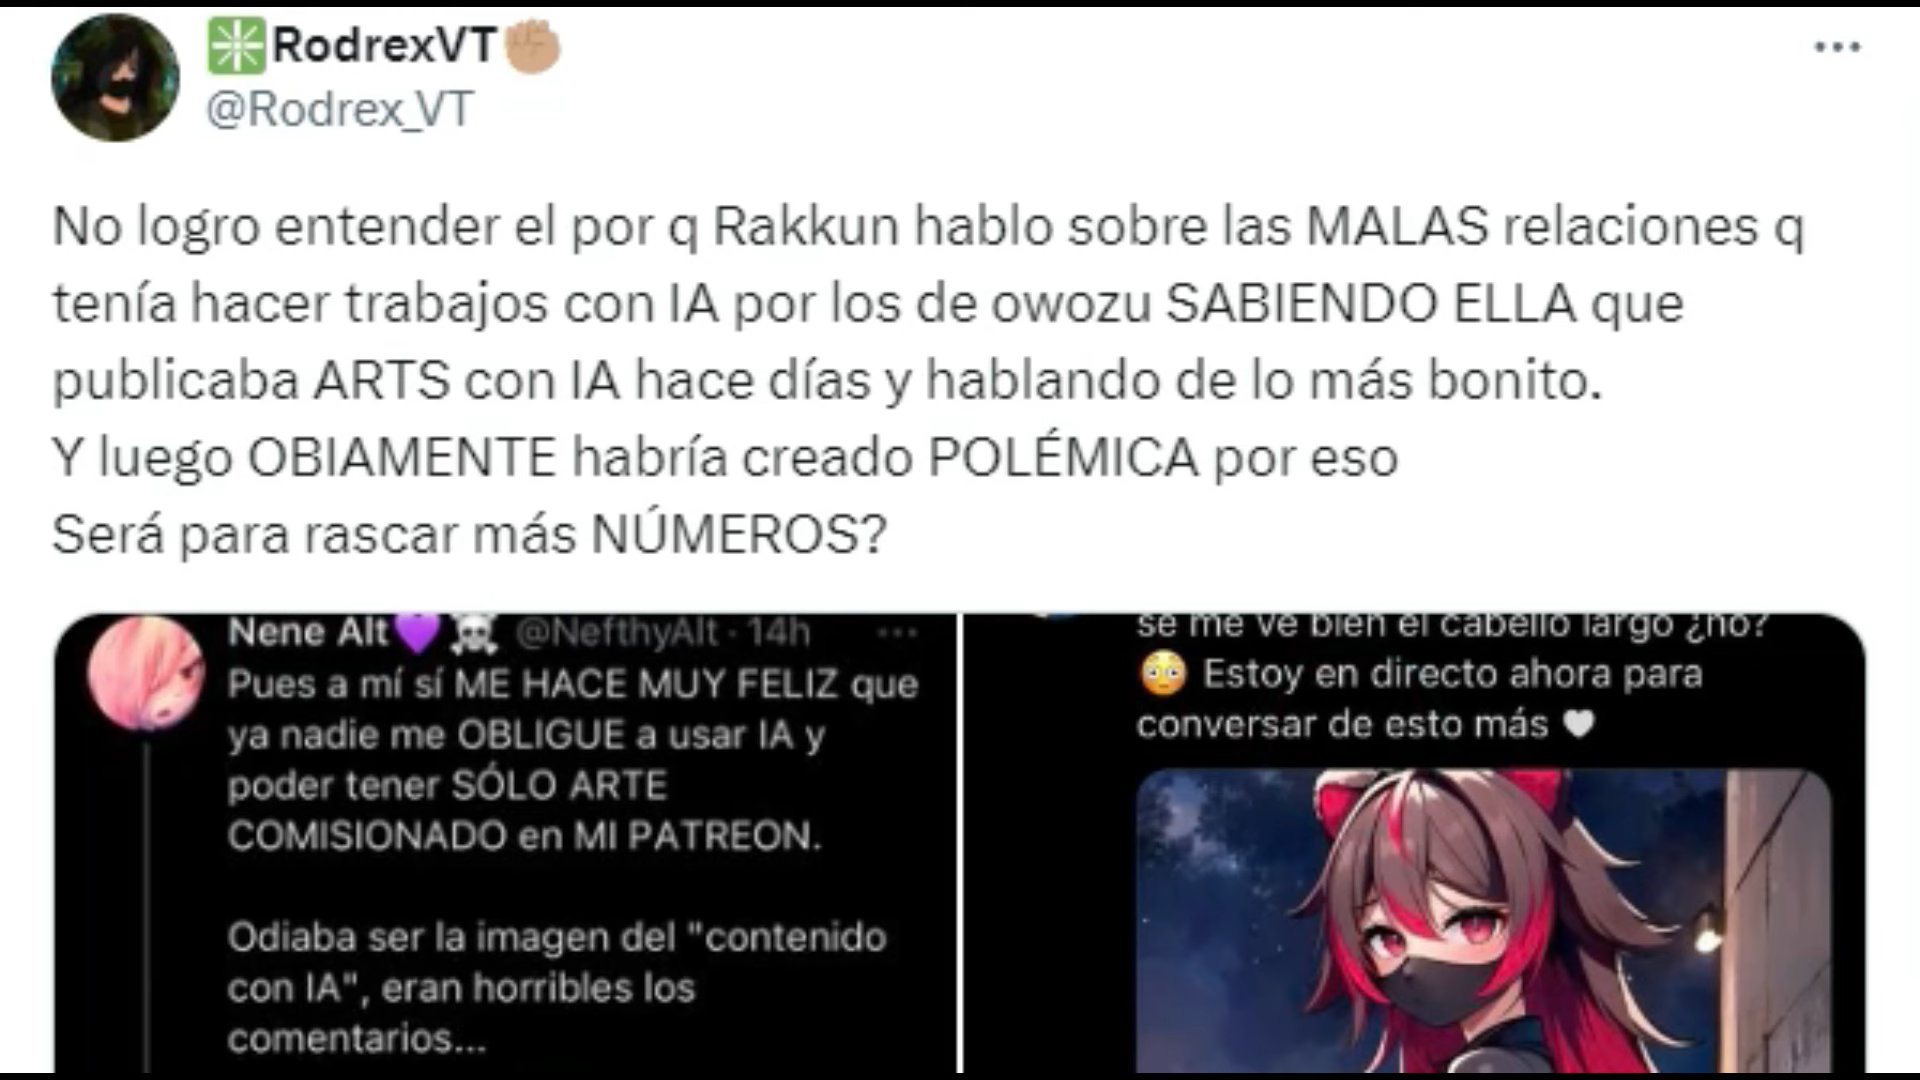 RodrexVT
@Rodrex_VT
No logro entender el por q Rakkun hablo sobre las MALAS relaciones q
tenía hacer trabajos con IA por los de owozu SABIENDO ELLA que
publicaba ARTS con IA hace días y hablando de lo más bonito.
Y luego OBIAMENTE habría creado POLÉMICA por eso
Será para rascar más NÚMEROS?
Nene Alt💜☠ @NefthyAlt · 14h
Pues a mí sí ME HACE MUY FELIZ que
ya nadie me OBLIGUE a usar IA y
poder tener SÓLO ARTE
COMISIONADO en MI PATREON.
Odiaba ser la imagen del "contenido
con IA", eran horribles los
comentarios...
se me ve bien el cabello largo ¿no?
😳 Estoy en directo ahora para
conversar de esto más 🤍